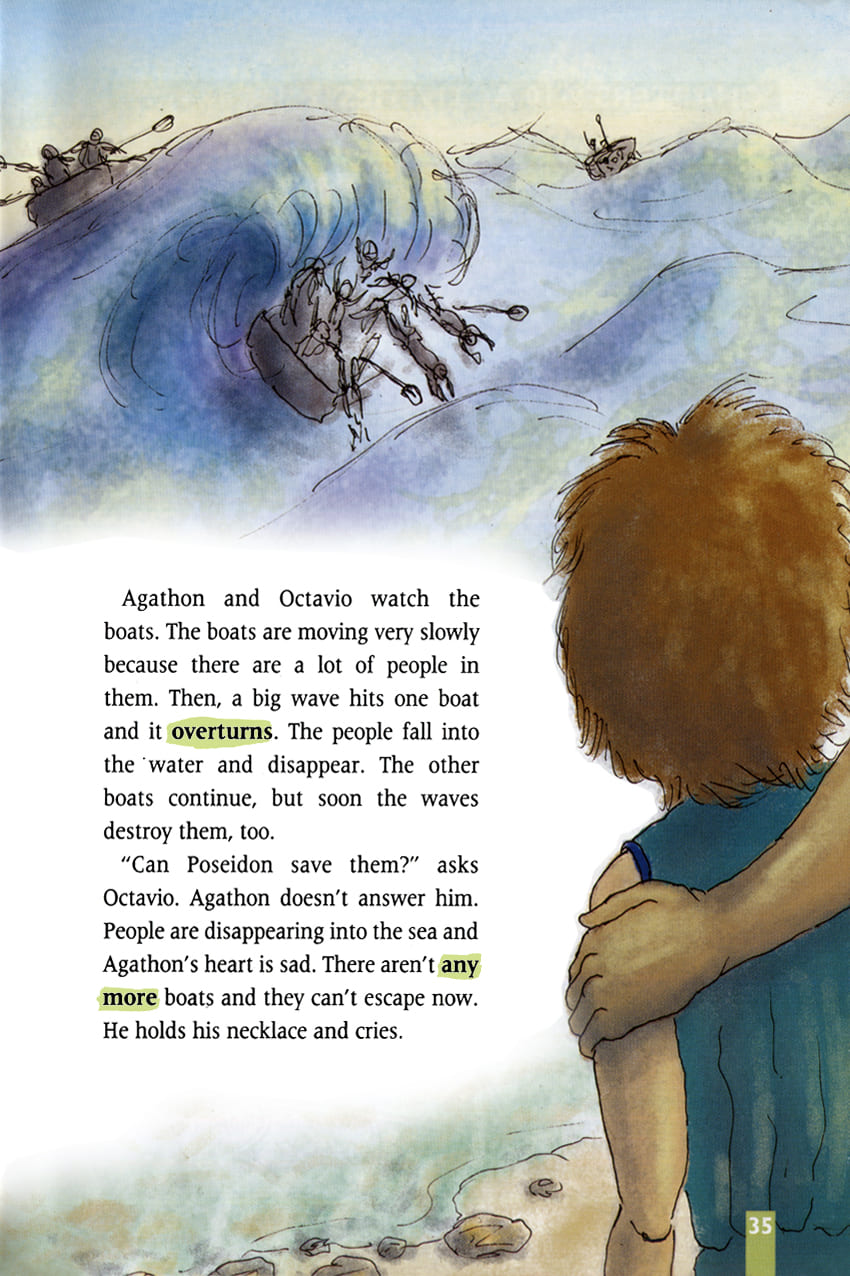 Agathon and Octavio watch the
boats. The boats are moving very slowly
because there are a lot of people in
them. Then, a big wave hits one boat
and it overturns. The people fall into
the water and disappear. The other
boats continue, but soon the waves
destroy them, too.
“Can Poseidon save them?” asks
Octavio. Agathon doesn’t answer him.
People are disappearing into the sea and
Agathon’s heart is sad. There aren’t any
more boats and they can’t escape now.
He holds his necklace and cries.
35